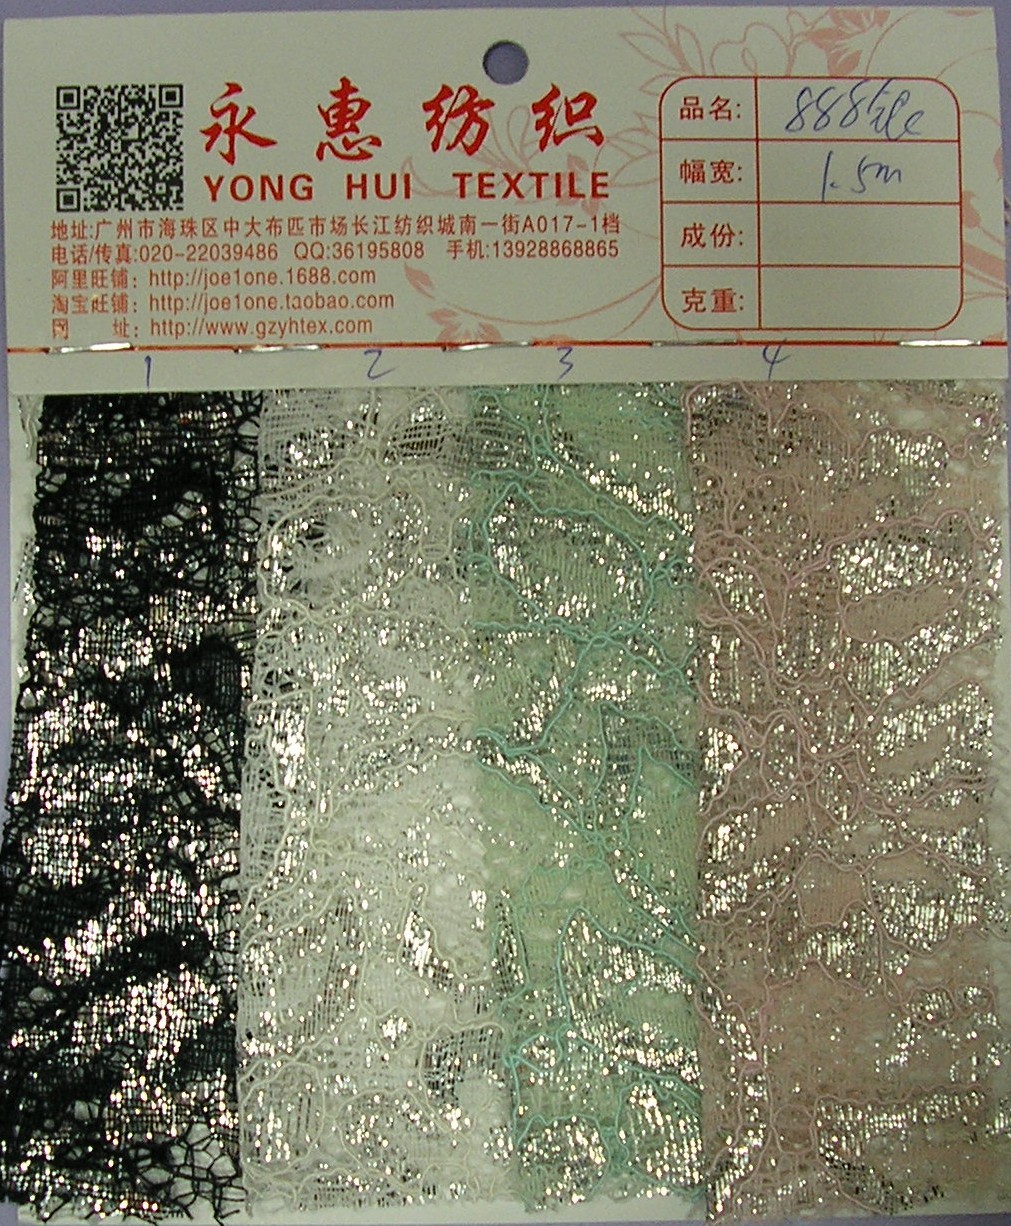 永惠纺织
YONG HUI TEXTILE
地址:广州市海珠区中大布匹市场长江纺织城南一街A017-1档
电话/传真:020-22039486 QQ:36195808 手机:13928868865
阿里旺铺: http://joe1one.1688.com
淘宝旺铺: http://joe1one.taobao.com
网 址: http://www.gzyhtex.com
品名: 888
幅宽: 1.5m
成份:
克重:
1 2 3 4